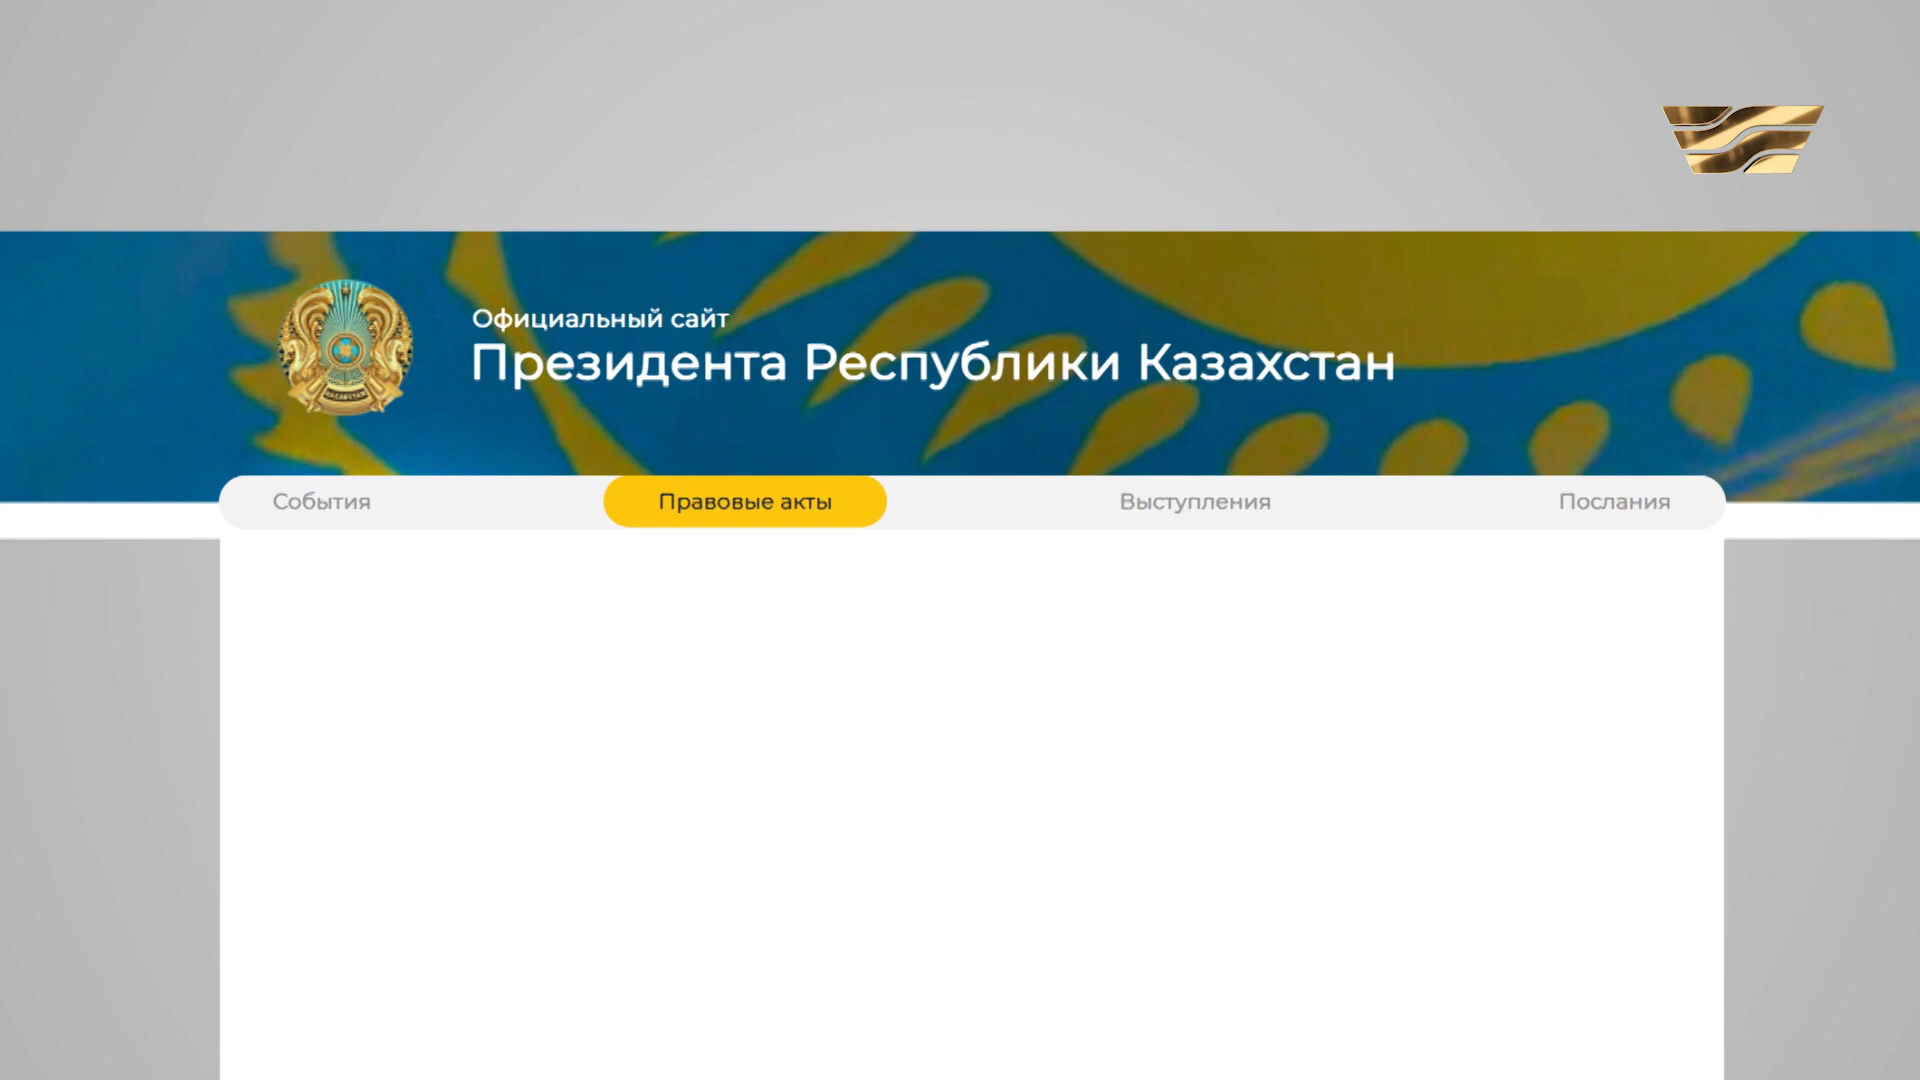 Официальный сайт
Президента Республики Казахстан
События
Правовые акты
Выступления
Послания